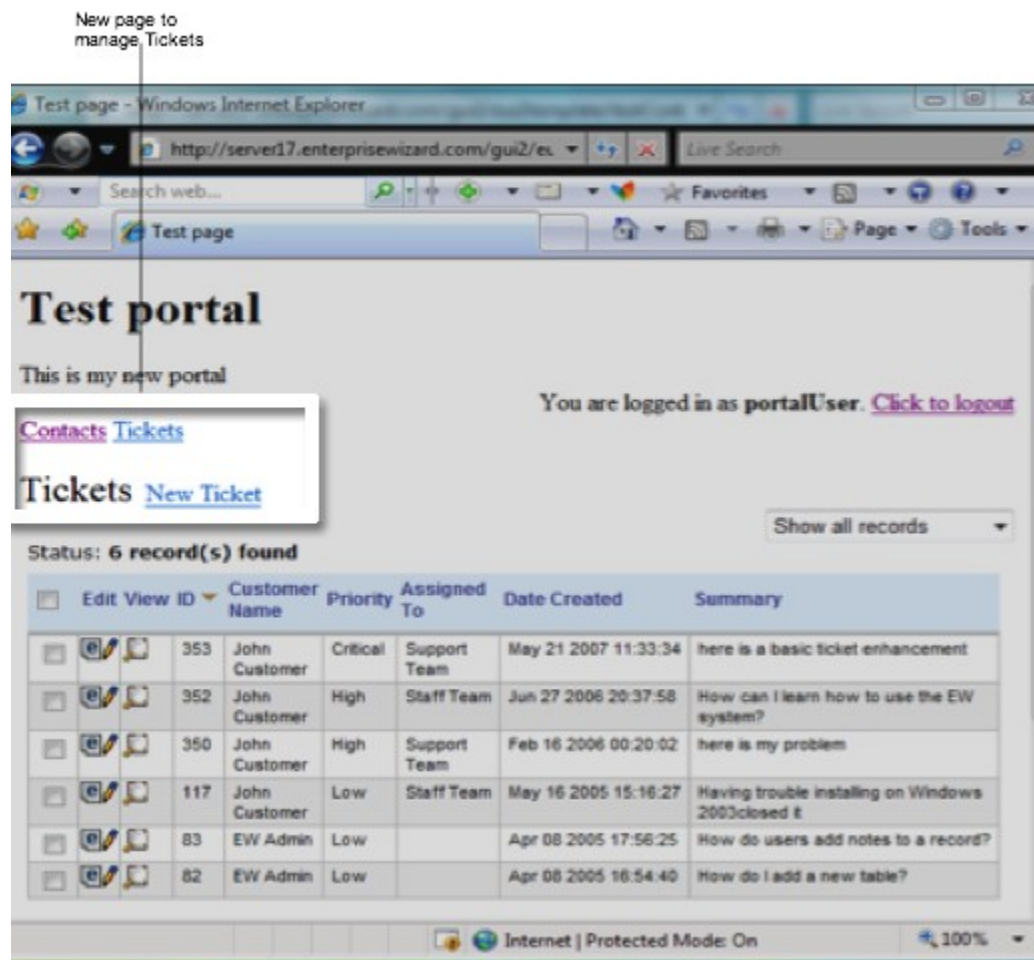 New page to
manage Tickets
Test page - Windows Internet Explorer
http://server17.enterprisewizard.com/gui2/eu
Live Search
Search web...
Favorites
Test page
Page
Tools
Test portal
This is my new portal
You are logged in as portalUser. Click to logout
Contacts Tickets
Tickets New Ticket
Show all records
Status: 6 record(s) found
Edit View ID Customer Name Priority Assigned To Date Created Summary
353 John Customer Critical Support Team May 21 2007 11:33:34 here is a basic ticket enhancement
352 John Customer High Staff Team Jun 27 2006 20:37:58 How can I learn how to use the EW system?
350 John Customer High Support Team Feb 16 2006 00:20:02 here is my problem
117 John Customer Low Staff Team May 16 2005 15:16:27 Having trouble installing on Windows 2003closed it
83 EW Admin Low Apr 08 2005 17:56:25 How do users add notes to a record?
82 EW Admin Low Apr 08 2005 16:54:40 How do I add a new table?
Internet | Protected Mode: On
100%